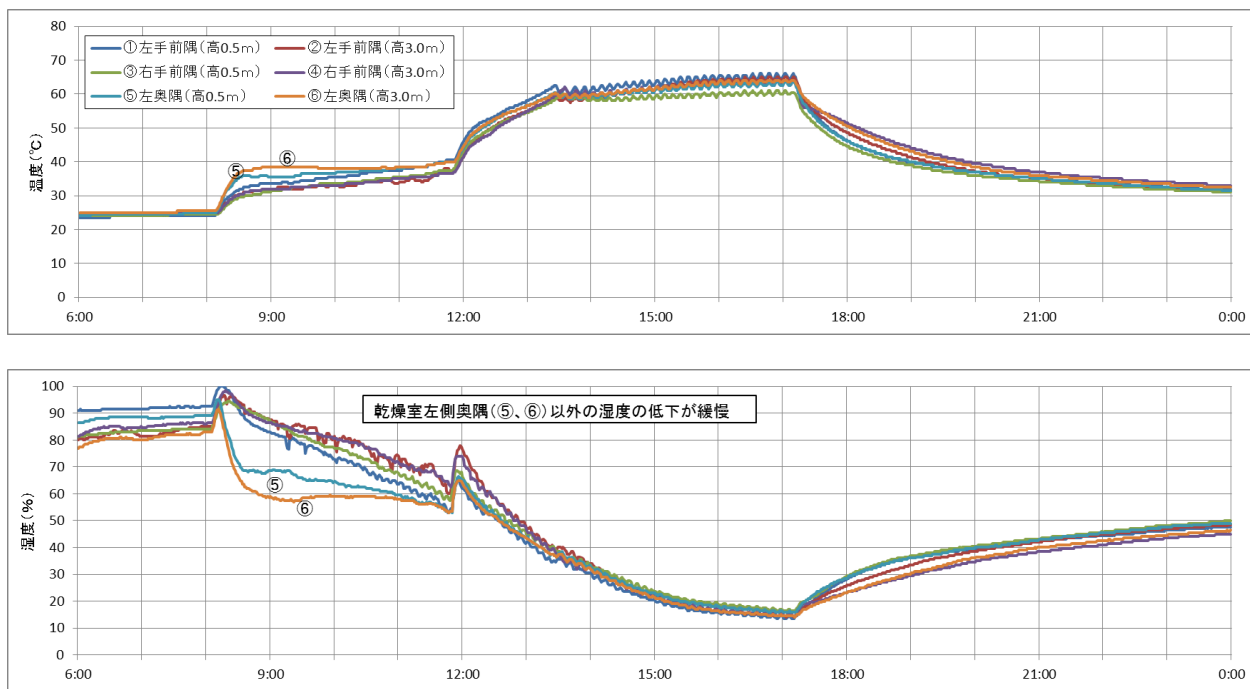 80
70
60
50
40
30
20
10
0
温度(℃)
①左手前隅(高0.5m) ②左手前隅(高3.0m)
③右手前隅(高0.5m) ④右手前隅(高3.0m)
⑤左奥隅(高0.5m) ⑥左奥隅(高3.0m)
⑤ ⑥
6:00 9:00 12:00 15:00 18:00 21:00 0:00
100
90
80
70
60
50
40
30
20
10
0
湿度(%)
乾燥室左側奥隅(⑤、⑥)以外の湿度の低下が緩慢
⑤
⑥
6:00 9:00 12:00 15:00 18:00 21:00 0:00